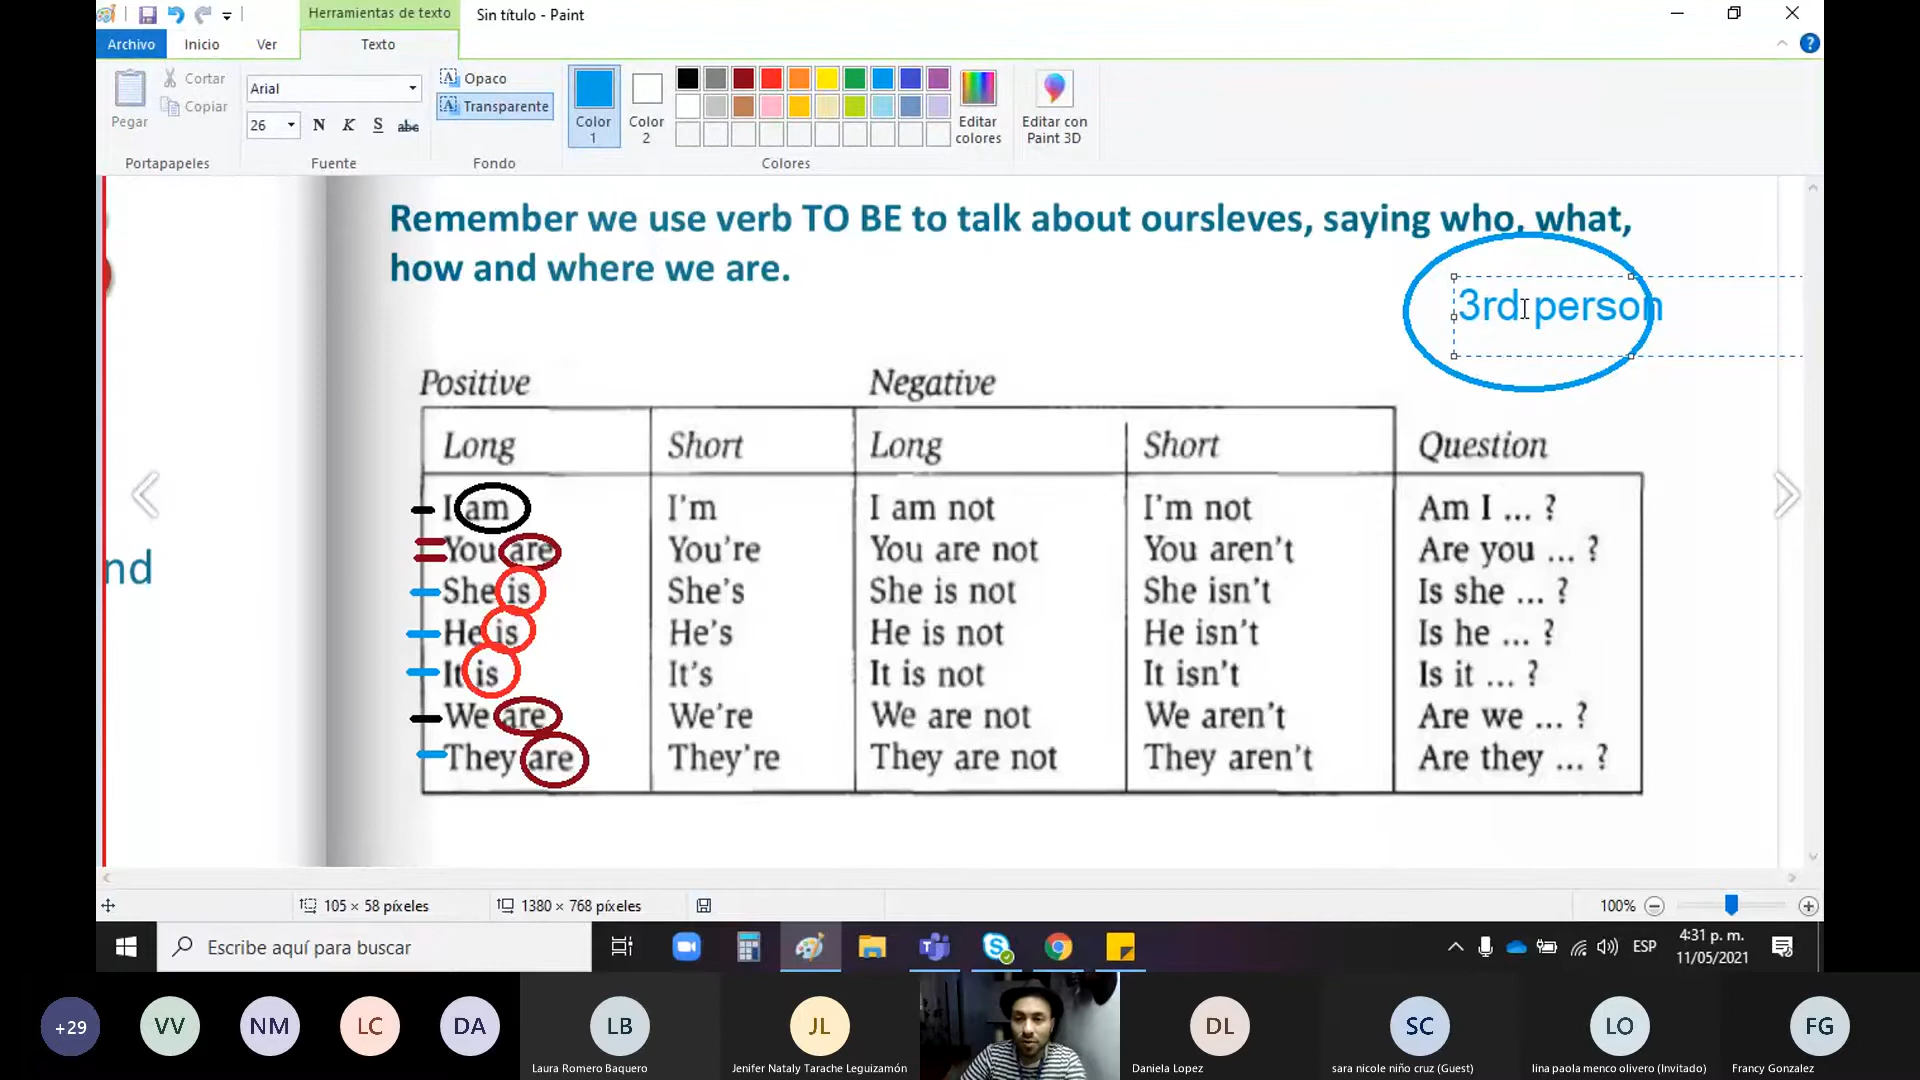 Herramientas de texto
Sin título - Paint
Archivo
Inicio
Ver
Texto
?
Pegar
Cortar
Copiar
Portapapeles
Arial
26
N K S abc
Fuente
Opaco
Transparente
Fondo
Color 1
Color 2
Colores
Editar colores
Editar con Paint 3D
Remember we use verb TO BE to talk about oursleves, saying who, what,
how and where we are.
3rd person
nd
Positive Negative
Long Short Long Short Question
I am I'm I am not I'm not Am I ... ?
You are You're You are not You aren't Are you ... ?
She is She's She is not She isn't Is she ... ?
He is He's He is not He isn't Is he ... ?
It is It's It is not It isn't Is it ... ?
We are We're We are not We aren't Are we ... ?
They are They're They are not They aren't Are they ... ?
105 × 58 píxeles
1380 × 768 píxeles
100%
Escribe aquí para buscar
ESP
4:31 p. m.
11/05/2021
+29
VV
NM
LC
DA
LB
JL
DL
SC
LO
FG
Laura Romero Baquero
Jenifer Nataly Tarache Leguizamón
Daniela Lopez
sara nicole niño cruz (Guest)
lina paola menco olivero (Invitado)
Francy Gonzalez